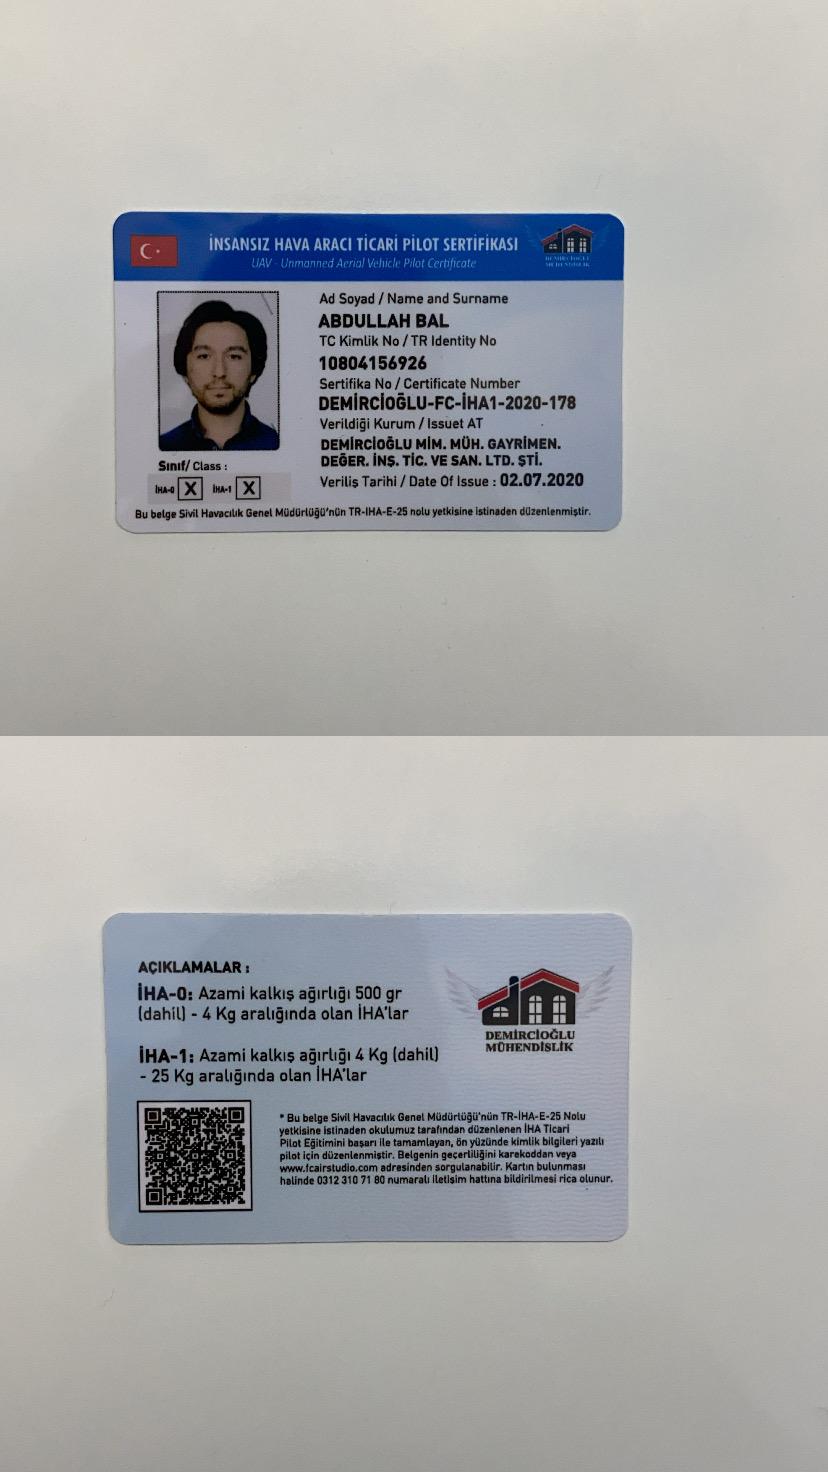 İNSANSIZ HAVA ARACI TİCARİ PİLOT SERTİFİKASI
UAV - Unmanned Aerial Vehicle Pilot Certificate
DEMİRCİOĞLU
MÜHENDİSLİK
Ad Soyad / Name and Surname
ABDULLAH BAL
TC Kimlik No / TR Identity No
10804156926
Sertifika No / Certificate Number
DEMİRCİOĞLU-FC-İHA1-2020-178
Verildiği Kurum / Issuet AT
DEMİRCİOĞLU MİM. MÜH. GAYRİMEN.
DEĞER. İNŞ. TİC. VE SAN. LTD. ŞTİ.
Veriliş Tarihi / Date Of Issue : 02.07.2020
Sınıf/ Class :
İHA-0 X İHA-1 X
Bu belge Sivil Havacılık Genel Müdürlüğü'nün TR-IHA-E-25 nolu yetkisine istinaden düzenlenmiştir.
AÇIKLAMALAR :
İHA-0: Azami kalkış ağırlığı 500 gr
(dahil) - 4 Kg aralığında olan İHA'lar
İHA-1: Azami kalkış ağırlığı 4 Kg (dahil)
- 25 Kg aralığında olan İHA'lar
DEMİRCİOĞLU
MÜHENDİSLİK
* Bu belge Sivil Havacılık Genel Müdürlüğü'nün TR-İHA-E-25 Nolu
yetkisine istinaden okulumuz tarafından düzenlenen İHA Ticari
Pilot Eğitimini başarı ile tamamlayan, ön yüzünde kimlik bilgileri yazılı
pilot için düzenlenmiştir. Belgenin geçerliliğini karekoddan veya
www.fcairstudio.com adresinden sorgulanabilir. Kartın bulunması
halinde 0312 310 71 80 numaralı iletişim hattına bildirilmesi rica olunur.